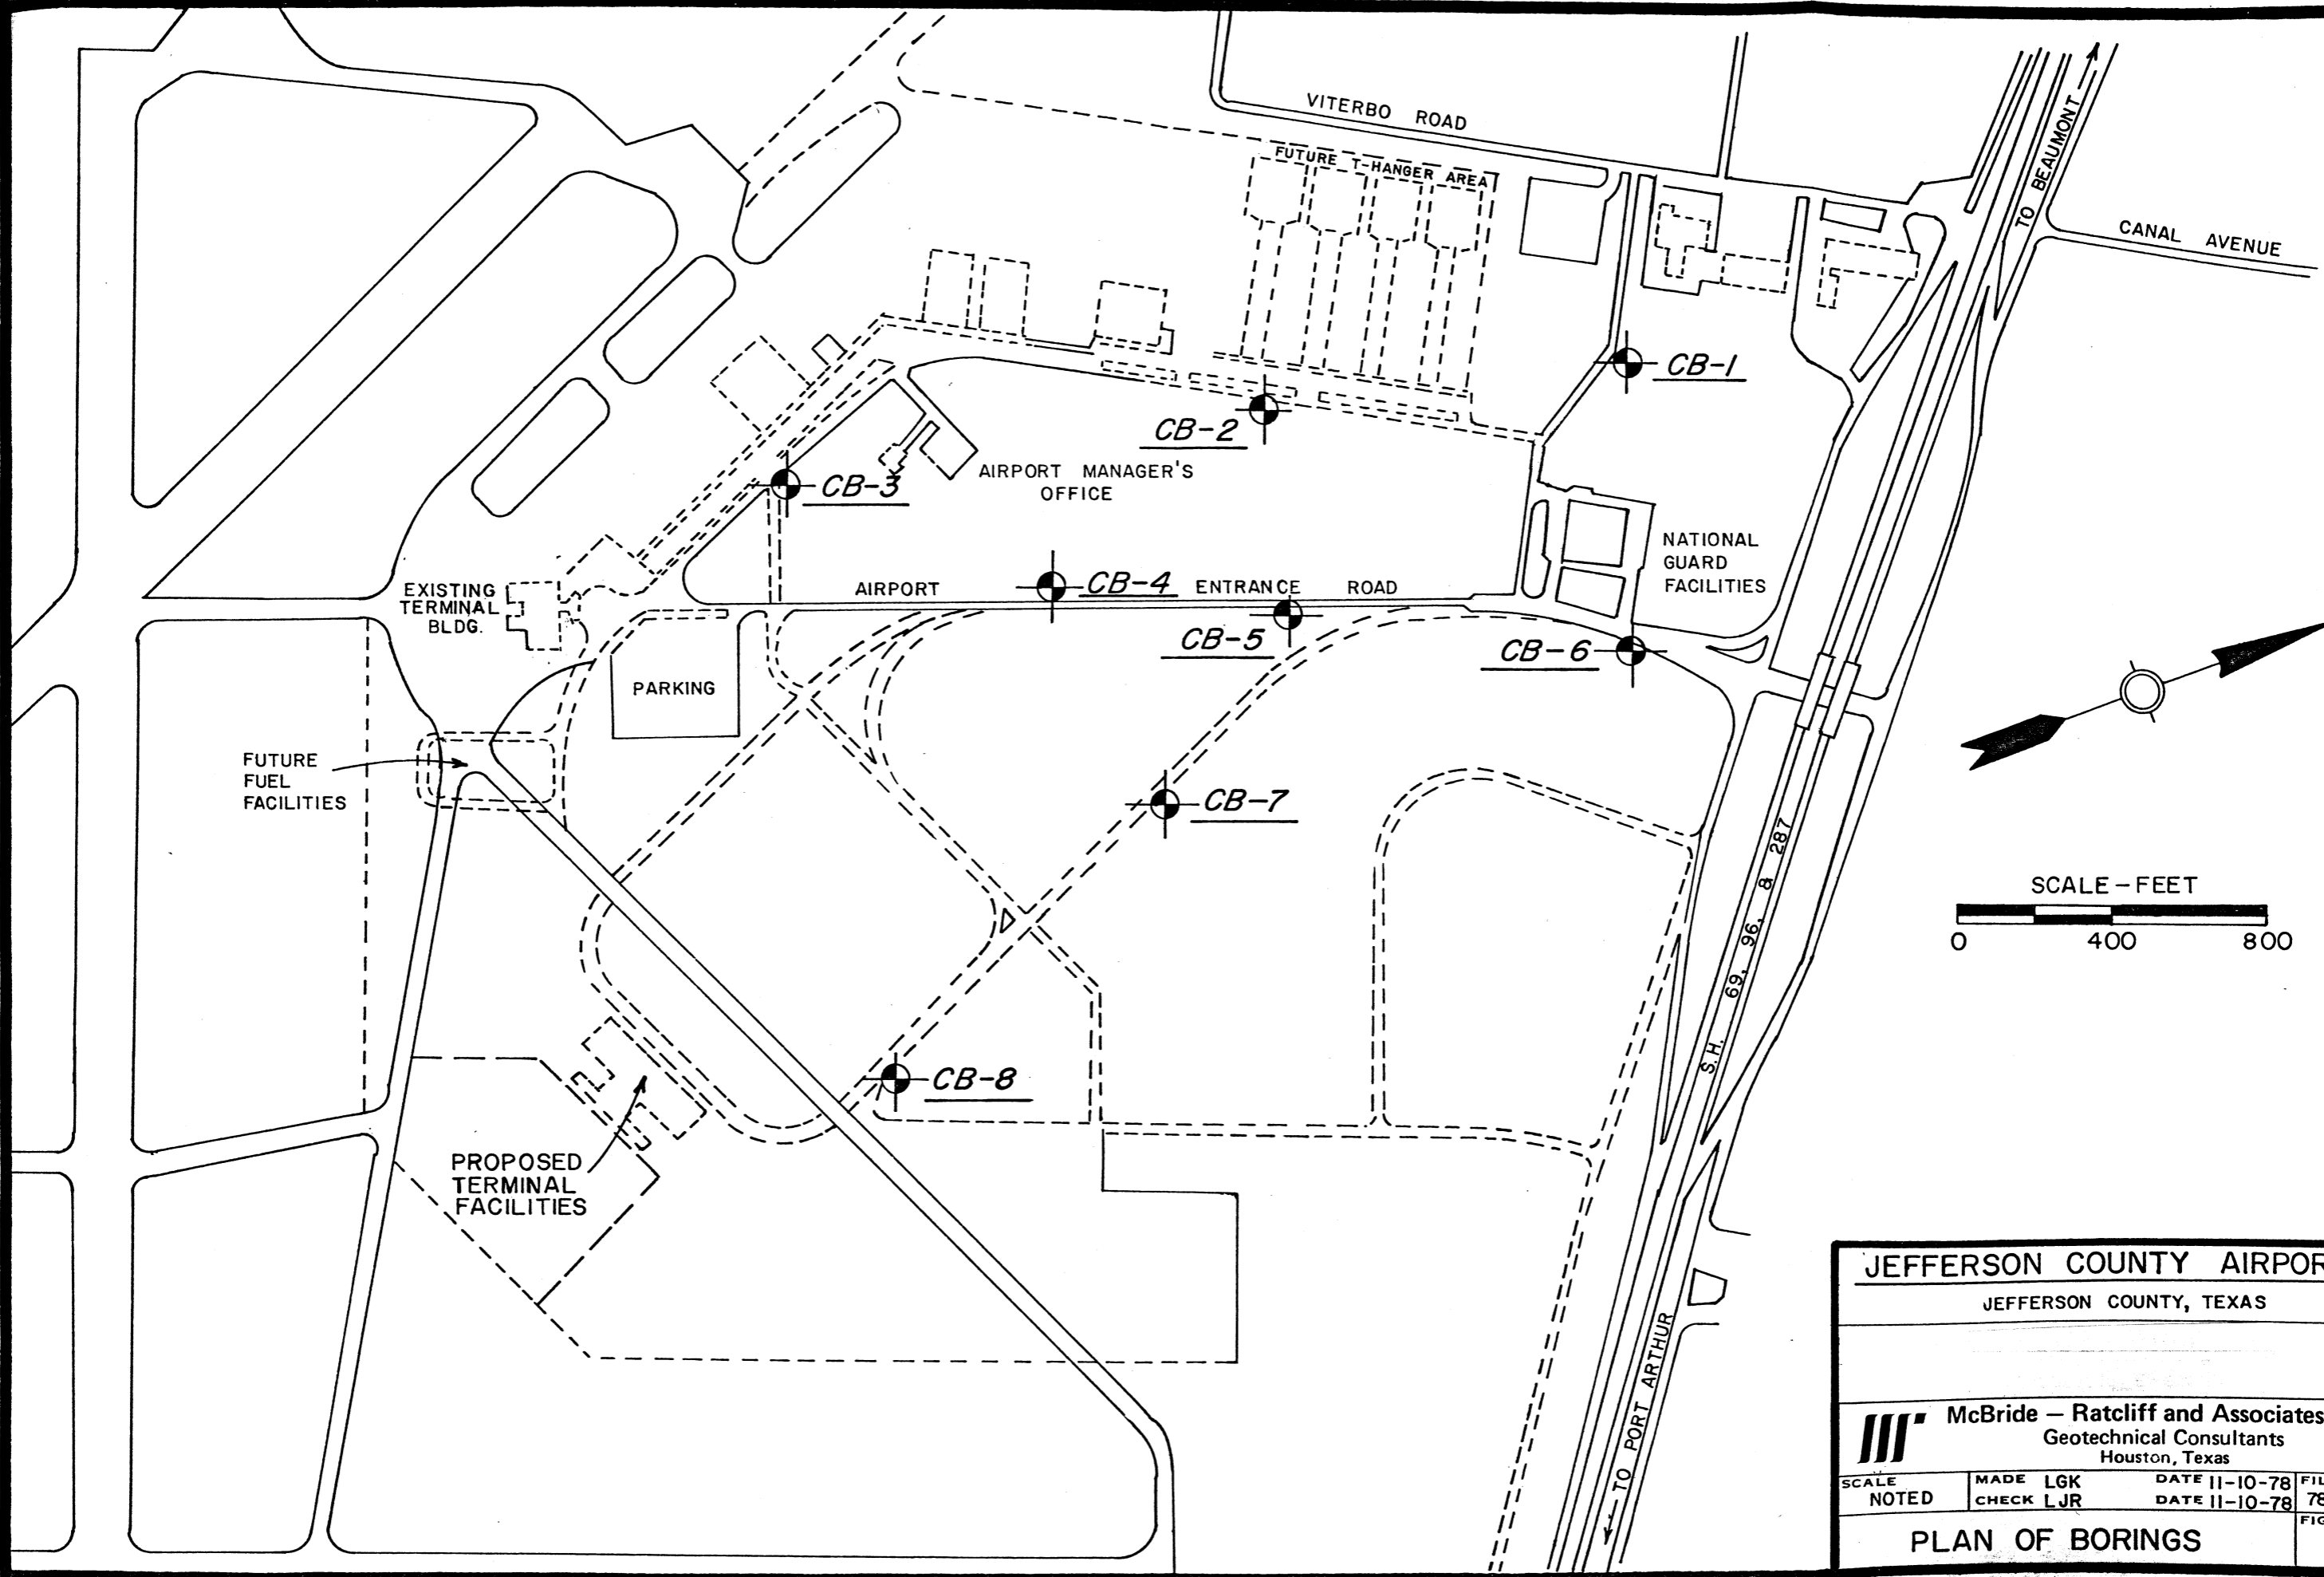 VITERBO ROAD
TO BEAUMONT
CANAL AVENUE
FUTURE T-HANGER AREA
CB-1
CB-2
CB-3
AIRPORT MANAGER'S
OFFICE
NATIONAL
GUARD
FACILITIES
EXISTING
TERMINAL
BLDG.
AIRPORT ENTRANCE ROAD
CB-4
CB-5
CB-6
PARKING
FUTURE
FUEL
FACILITIES
CB-7
S.H. 69, 96, & 287
SCALE-FEET
0 400 800
CB-8
PROPOSED
TERMINAL
FACILITIES
TO PORT ARTHUR
JEFFERSON COUNTY
JEFFERSON COUNTY, TEXAS
McBride - Ratcliff and Associates
Geotechnical Consultants
Houston, Texas
SCALE
NOTED
MADE LGK DATE 11-10-78
CHECK LJR DATE 11-10-78
PLAN OF BORINGS